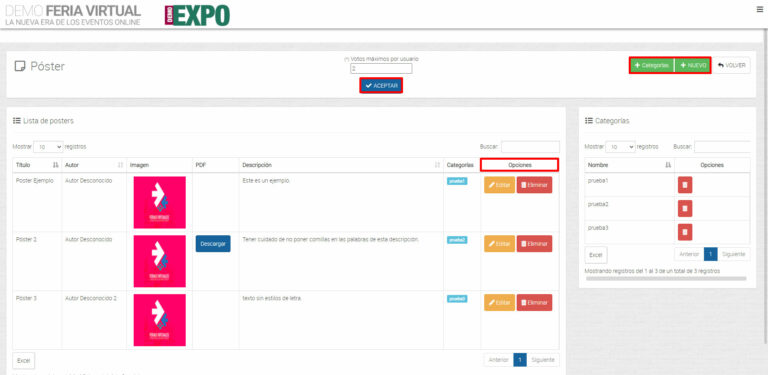 DEMO FERIA VIRTUAL
LA NUEVA ERA DE LOS EVENTOS ONLINE
DEMO EXPO
Póster
Votos máximos por usuario
2
ACEPTAR
+ Categorías
+ NUEVO
VOLVER
Lista de posters
Mostrar 10 registros
Buscar:
Título Autor Imagen PDF Descripción Categorías Opciones
Póster Ejemplo Autor Desconocido Este es un ejemplo. prueba1 Editar Eliminar
Póster 2 Autor Desconocido Descargar Tener cuidado de no poner comillas en las palabras de esta descripción. prueba2 Editar Eliminar
Póster 3 Autor Desconocido 2 texto sin estilos de letra prueba3 Editar Eliminar
Excel
Anterior 1 Siguiente
Categorías
Mostrar 10 registros Buscar:
Nombre Opciones
prueba1
prueba2
prueba3
Excel
Anterior 1 Siguiente
Mostrando registros del 1 al 3 de un total de 3 registros